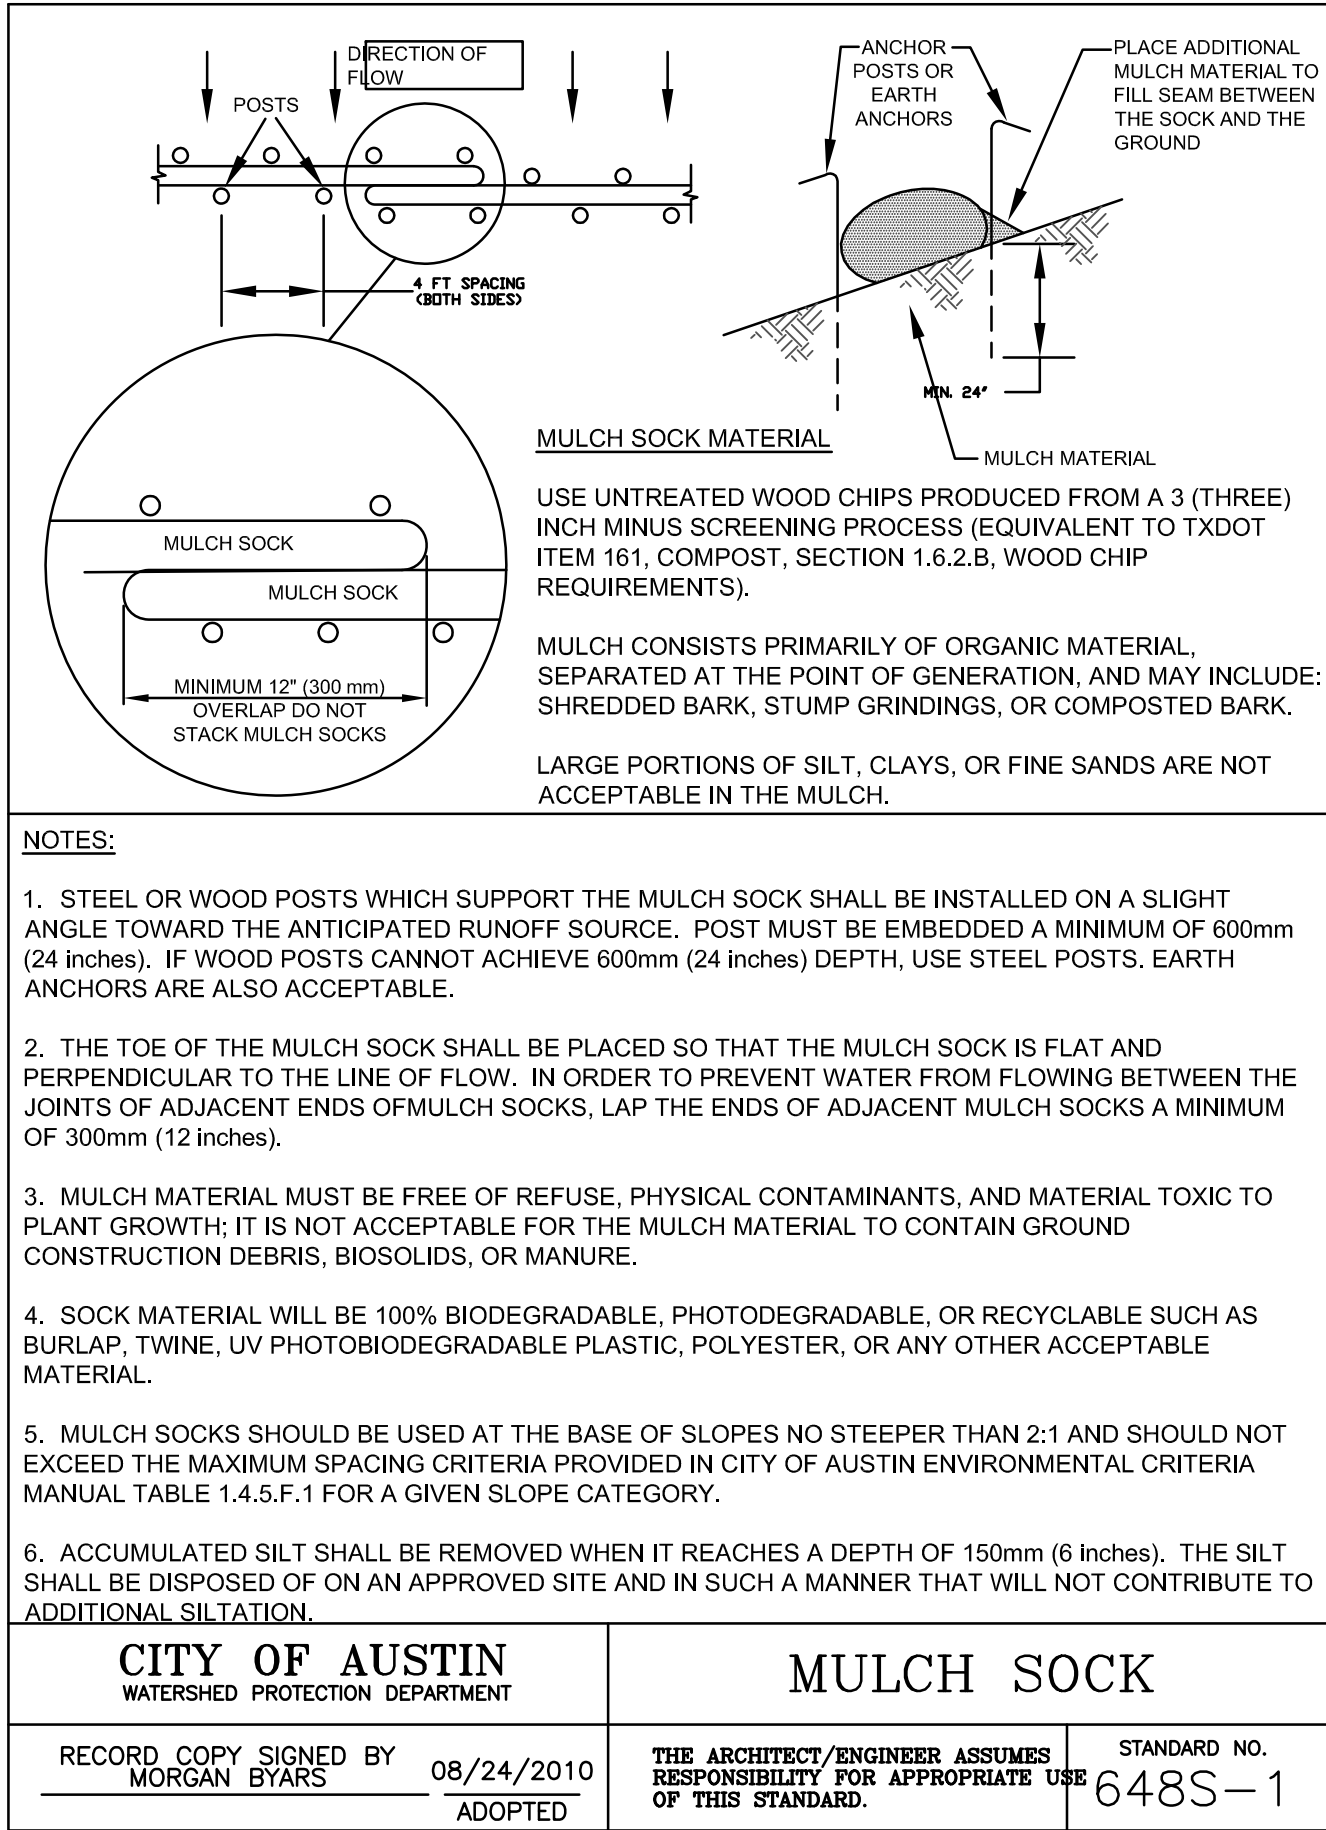 DIRECTION OF
FLOW
POSTS
4 FT SPACING
(BOTH SIDES)
ANCHOR
POSTS OR
EARTH
ANCHORS
PLACE ADDITIONAL
MULCH MATERIAL TO
FILL SEAM BETWEEN
THE SOCK AND THE
GROUND
MIN. 24"
MULCH MATERIAL
MULCH SOCK
MULCH SOCK
MINIMUM 12" (300 mm)
OVERLAP DO NOT
STACK MULCH SOCKS
MULCH SOCK MATERIAL
USE UNTREATED WOOD CHIPS PRODUCED FROM A 3 (THREE)
INCH MINUS SCREENING PROCESS (EQUIVALENT TO TXDOT
ITEM 161, COMPOST, SECTION 1.6.2.B, WOOD CHIP
REQUIREMENTS).
MULCH CONSISTS PRIMARILY OF ORGANIC MATERIAL,
SEPARATED AT THE POINT OF GENERATION, AND MAY INCLUDE:
SHREDDED BARK, STUMP GRINDINGS, OR COMPOSTED BARK.
LARGE PORTIONS OF SILT, CLAYS, OR FINE SANDS ARE NOT
ACCEPTABLE IN THE MULCH.
NOTES:
1. STEEL OR WOOD POSTS WHICH SUPPORT THE MULCH SOCK SHALL BE INSTALLED ON A SLIGHT
ANGLE TOWARD THE ANTICIPATED RUNOFF SOURCE. POST MUST BE EMBEDDED A MINIMUM OF 600mm
(24 inches). IF WOOD POSTS CANNOT ACHIEVE 600mm (24 inches) DEPTH, USE STEEL POSTS. EARTH
ANCHORS ARE ALSO ACCEPTABLE.
2. THE TOE OF THE MULCH SOCK SHALL BE PLACED SO THAT THE MULCH SOCK IS FLAT AND
PERPENDICULAR TO THE LINE OF FLOW. IN ORDER TO PREVENT WATER FROM FLOWING BETWEEN THE
JOINTS OF ADJACENT ENDS OFMULCH SOCKS, LAP THE ENDS OF ADJACENT MULCH SOCKS A MINIMUM
OF 300mm (12 inches).
3. MULCH MATERIAL MUST BE FREE OF REFUSE, PHYSICAL CONTAMINANTS, AND MATERIAL TOXIC TO
PLANT GROWTH; IT IS NOT ACCEPTABLE FOR THE MULCH MATERIAL TO CONTAIN GROUND
CONSTRUCTION DEBRIS, BIOSOLIDS, OR MANURE.
4. SOCK MATERIAL WILL BE 100% BIODEGRADABLE, PHOTODEGRADABLE, OR RECYCLABLE SUCH AS
BURLAP, TWINE, UV PHOTOBIODEGRADABLE PLASTIC, POLYESTER, OR ANY OTHER ACCEPTABLE
MATERIAL.
5. MULCH SOCKS SHOULD BE USED AT THE BASE OF SLOPES NO STEEPER THAN 2:1 AND SHOULD NOT
EXCEED THE MAXIMUM SPACING CRITERIA PROVIDED IN CITY OF AUSTIN ENVIRONMENTAL CRITERIA
MANUAL TABLE 1.4.5.F.1 FOR A GIVEN SLOPE CATEGORY.
6. ACCUMULATED SILT SHALL BE REMOVED WHEN IT REACHES A DEPTH OF 150mm (6 inches). THE SILT
SHALL BE DISPOSED OF ON AN APPROVED SITE AND IN SUCH A MANNER THAT WILL NOT CONTRIBUTE TO
ADDITIONAL SILTATION.
CITY OF AUSTIN
WATERSHED PROTECTION DEPARTMENT
MULCH SOCK
RECORD COPY SIGNED BY
MORGAN BYARS
08/24/2010
ADOPTED
THE ARCHITECT/ENGINEER ASSUMES
RESPONSIBILITY FOR APPROPRIATE USE
OF THIS STANDARD.
STANDARD NO.
648S-1